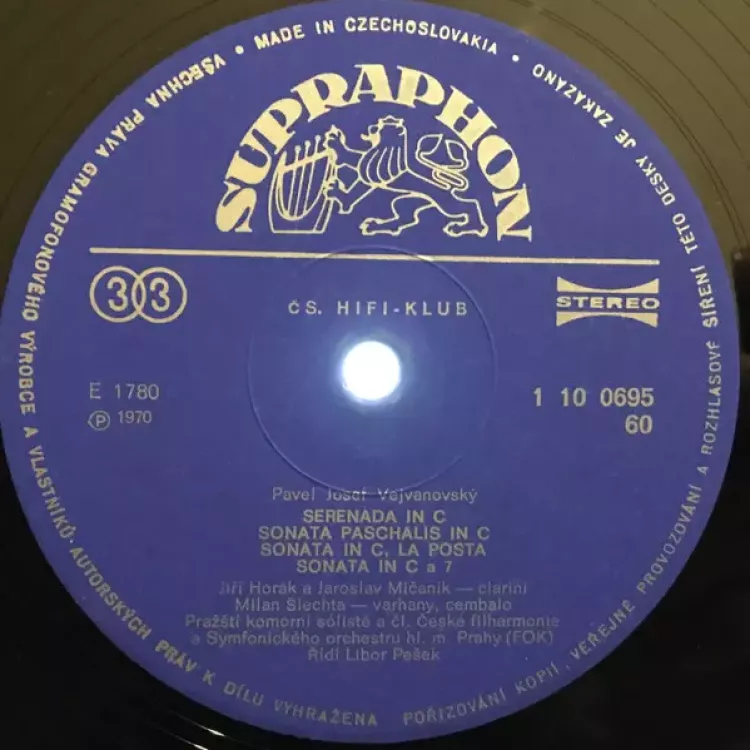 VŠECHNA PRÁVA GRAMOFONOVÉHO VÝROBCE A VLASTNÍKŮ AUTORSKÝCH PRÁV K DÍLU VYHRAŽENA
POŘIZOVÁNÍ KOPIÍ, VEŘEJNÉ PROVOZOVÁNÍ A ROZHLASOVÉ ŠÍŘENÍ TÉTO DESKY JE ZAKÁZÁNO
• MADE IN CZECHOSLOVAKIA •
SUPRAPHON
33
STEREO
ČS. HIFI-KLUB
E 1780
℗ 1970
1 10 0695
60
Pavel Josef Vejvanovský
SERENADA IN C
SONATA PASCHALIS IN C
SONATA IN C, LA POSTA
SONATA IN C a 7
Jiří Horák a Jaroslav Mičaník — clarini
Milan Šlechta — varhany, cembalo
Pražští komorní sólisté a čl. České filharmonie
a Symfonického orchestru hl. m. Prahy (FOK)
Řídí Libor Pešek